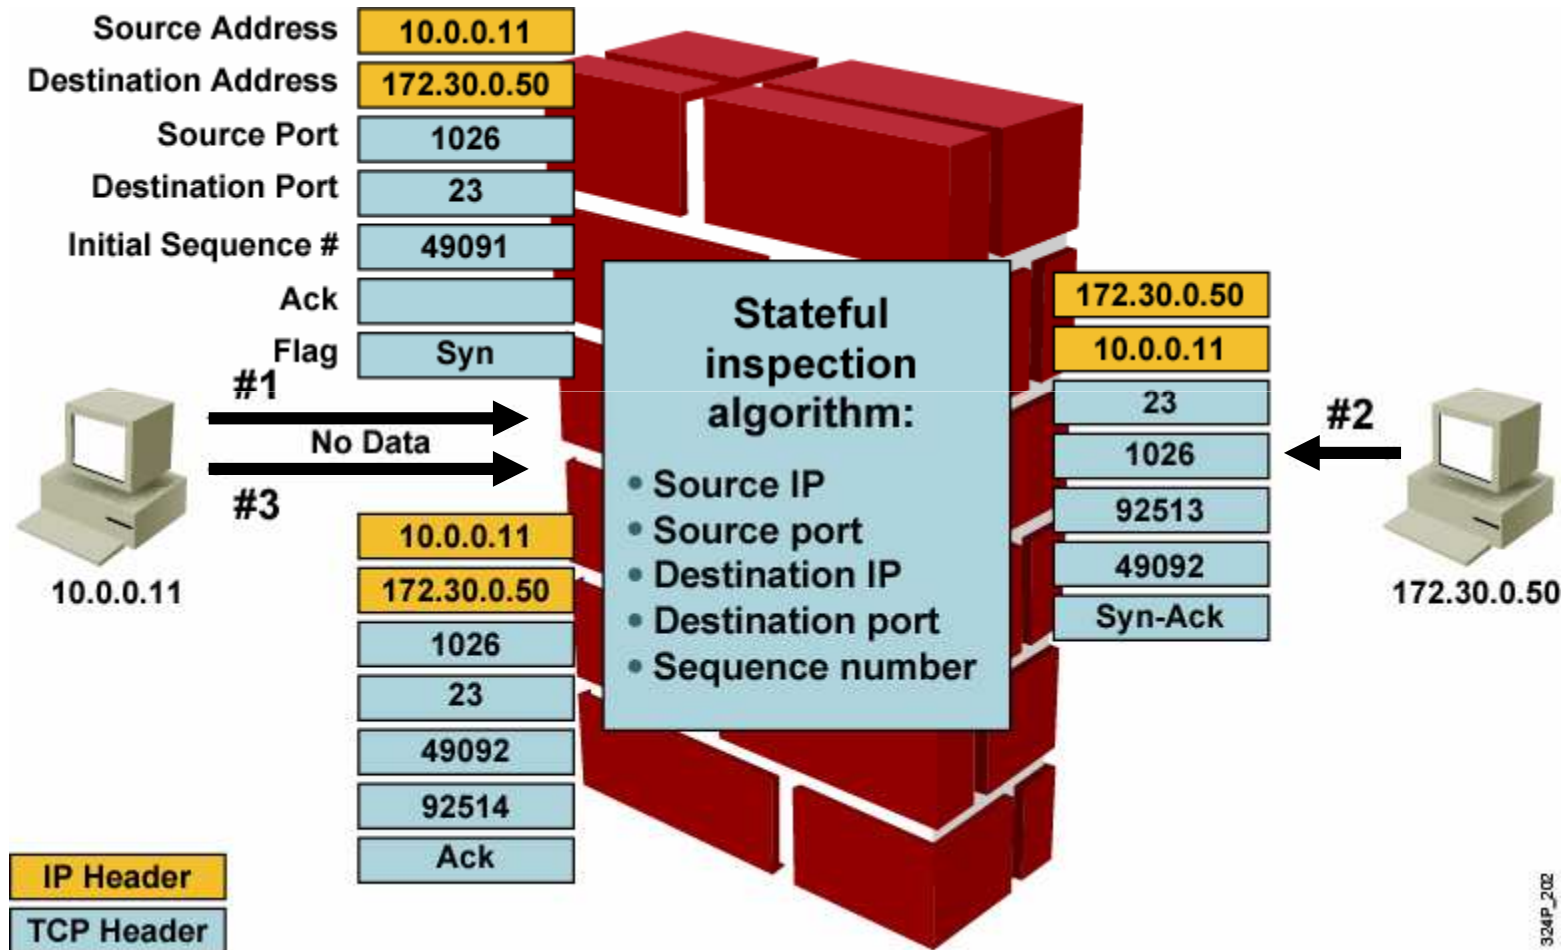 Source Address 10.0.0.11
Destination Address 172.30.0.50
Source Port 1026
Destination Port 23
Initial Sequence # 49091
Ack
Flag Syn
#1
No Data
#3
10.0.0.11
10.0.0.11
172.30.0.50
1026
23
49092
92514
Ack
Stateful
inspection
algorithm:
• Source IP
• Source port
• Destination IP
• Destination port
• Sequence number
172.30.0.50
10.0.0.11
23
1026
92513
49092
Syn-Ack
#2
172.30.0.50
IP Header
TCP Header
324P_202